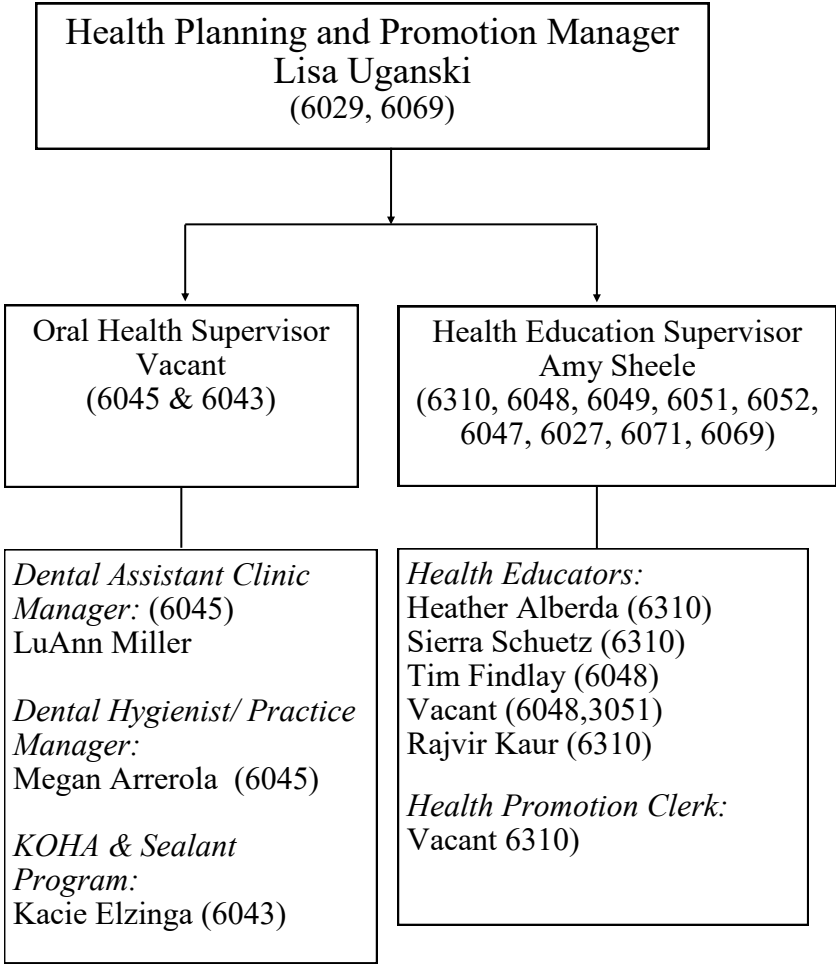 Health Planning and Promotion Manager
Lisa Uganski
(6029, 6069)
Oral Health Supervisor
Vacant
(6045 & 6043)
Health Education Supervisor
Amy Sheele
(6310, 6048, 6049, 6051, 6052,
6047, 6027, 6071, 6069)
Dental Assistant Clinic
Manager: (6045)
LuAnn Miller
Dental Hygienist/ Practice
Manager:
Megan Arrerola (6045)
KOHA & Sealant
Program:
Kacie Elzinga (6043)
Health Educators:
Heather Alberda (6310)
Sierra Schuetz (6310)
Tim Findlay (6048)
Vacant (6048,3051)
Rajvir Kaur (6310)
Health Promotion Clerk:
Vacant 6310)